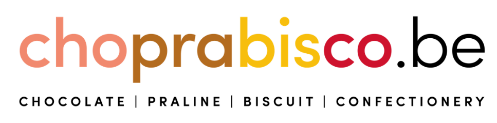 choprabisco.be
CHOCOLATE | PRALINE | BISCUIT | CONFECTIONERY